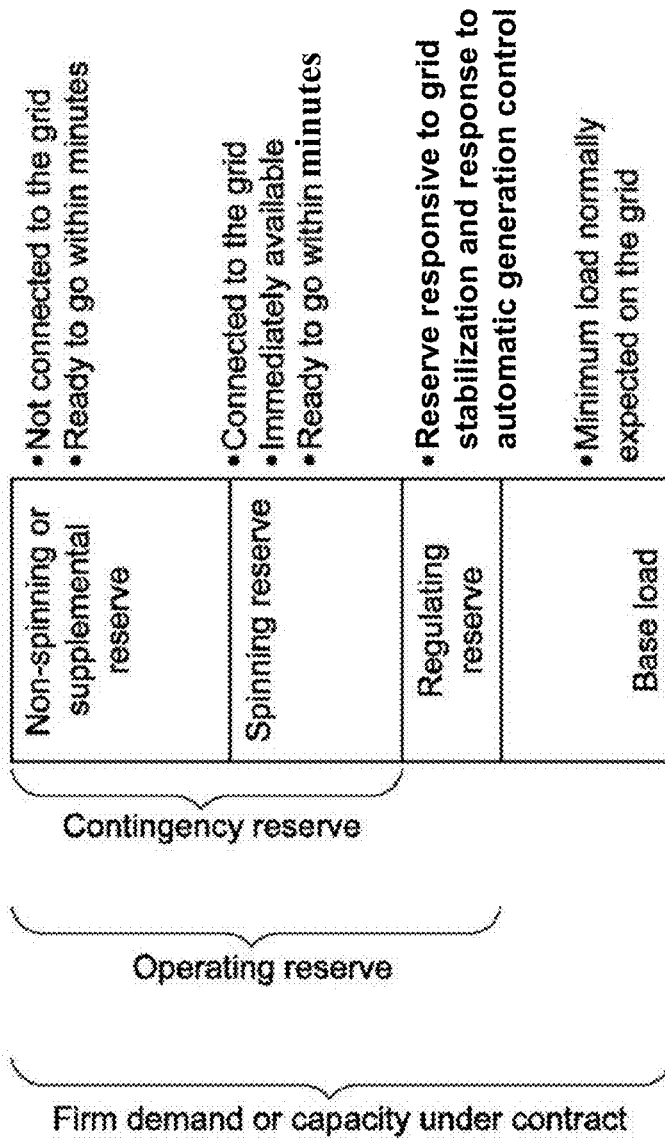 Non-spinning or
supplemental
reserve
• Not connected to the grid
• Ready to go within minutes
Spinning reserve
• Connected to the grid
• Immediately available
• Ready to go within minutes
Regulating
reserve
• Reserve responsive to grid
stabilization and response to
automatic generation control
Base load
• Minimum load normally
expected on the grid
Contingency reserve
Operating reserve
Firm demand or capacity under contract